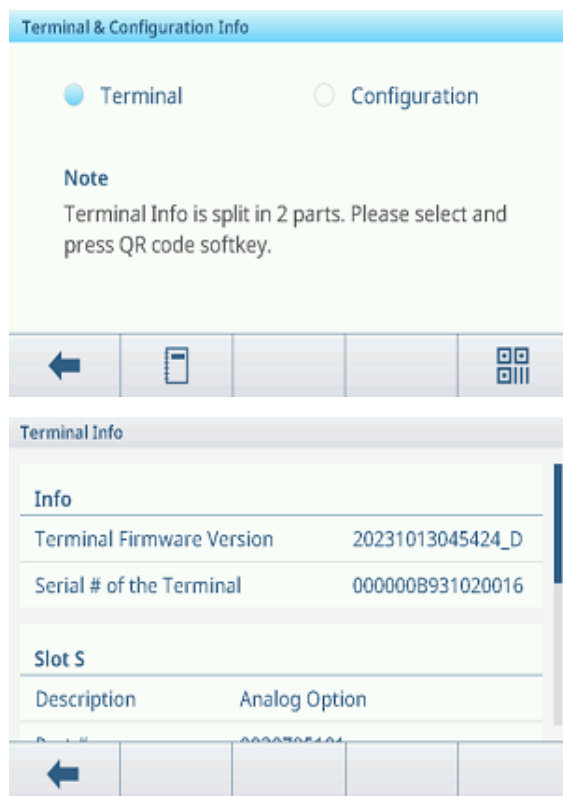 Terminal & Configuration Info
Terminal Configuration
Note
Terminal Info is split in 2 parts. Please select and
press QR code softkey.
Terminal Info
Info
Terminal Firmware Version 20231013045424_D
Serial # of the Terminal 000000B931020016
Slot S
Description Analog Option